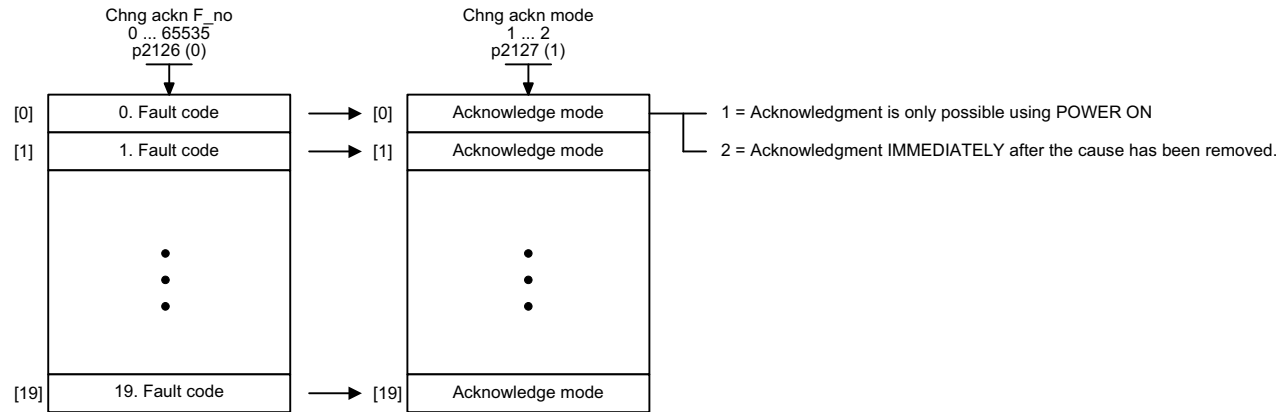 Chng ackn F_no
0 ... 65535
p2126 (0)
Chng ackn mode
1 ... 2
p2127 (1)
[0] 0. Fault code [0] Acknowledge mode 1 = Acknowledgment is only possible using POWER ON
[1] 1. Fault code [1] Acknowledge mode 2 = Acknowledgment IMMEDIATELY after the cause has been removed.
[19] 19. Fault code [19] Acknowledge mode